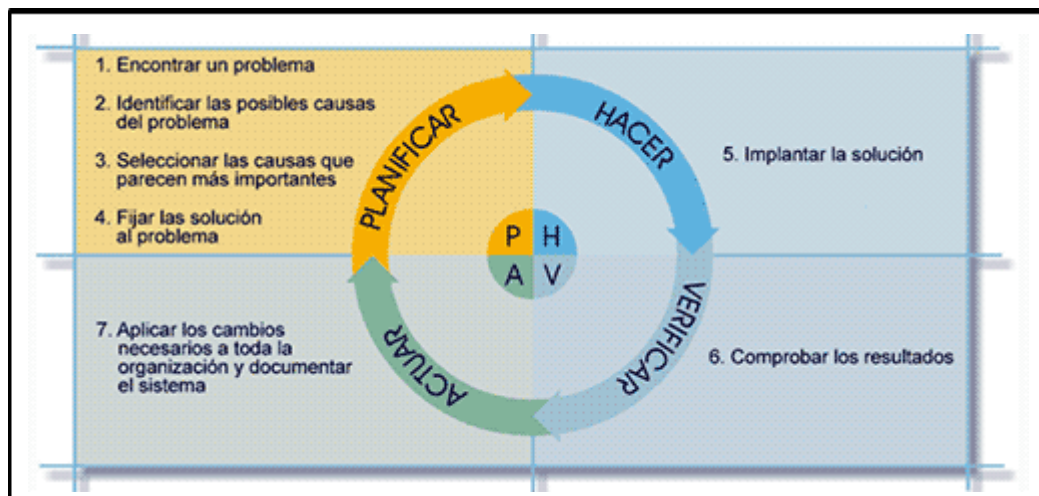 1. Encontrar un problema
2. Identificar las posibles causas
del problema
3. Seleccionar las causas que
parecen más importantes
4. Fijar las solución
al problema
PLANIFICAR
HACER
5. Implantar la solución
P H
A V
7. Aplicar los cambios
necesarios a toda la
organización y documentar
el sistema
ACTUAR
VERIFICAR
6. Comprobar los resultados